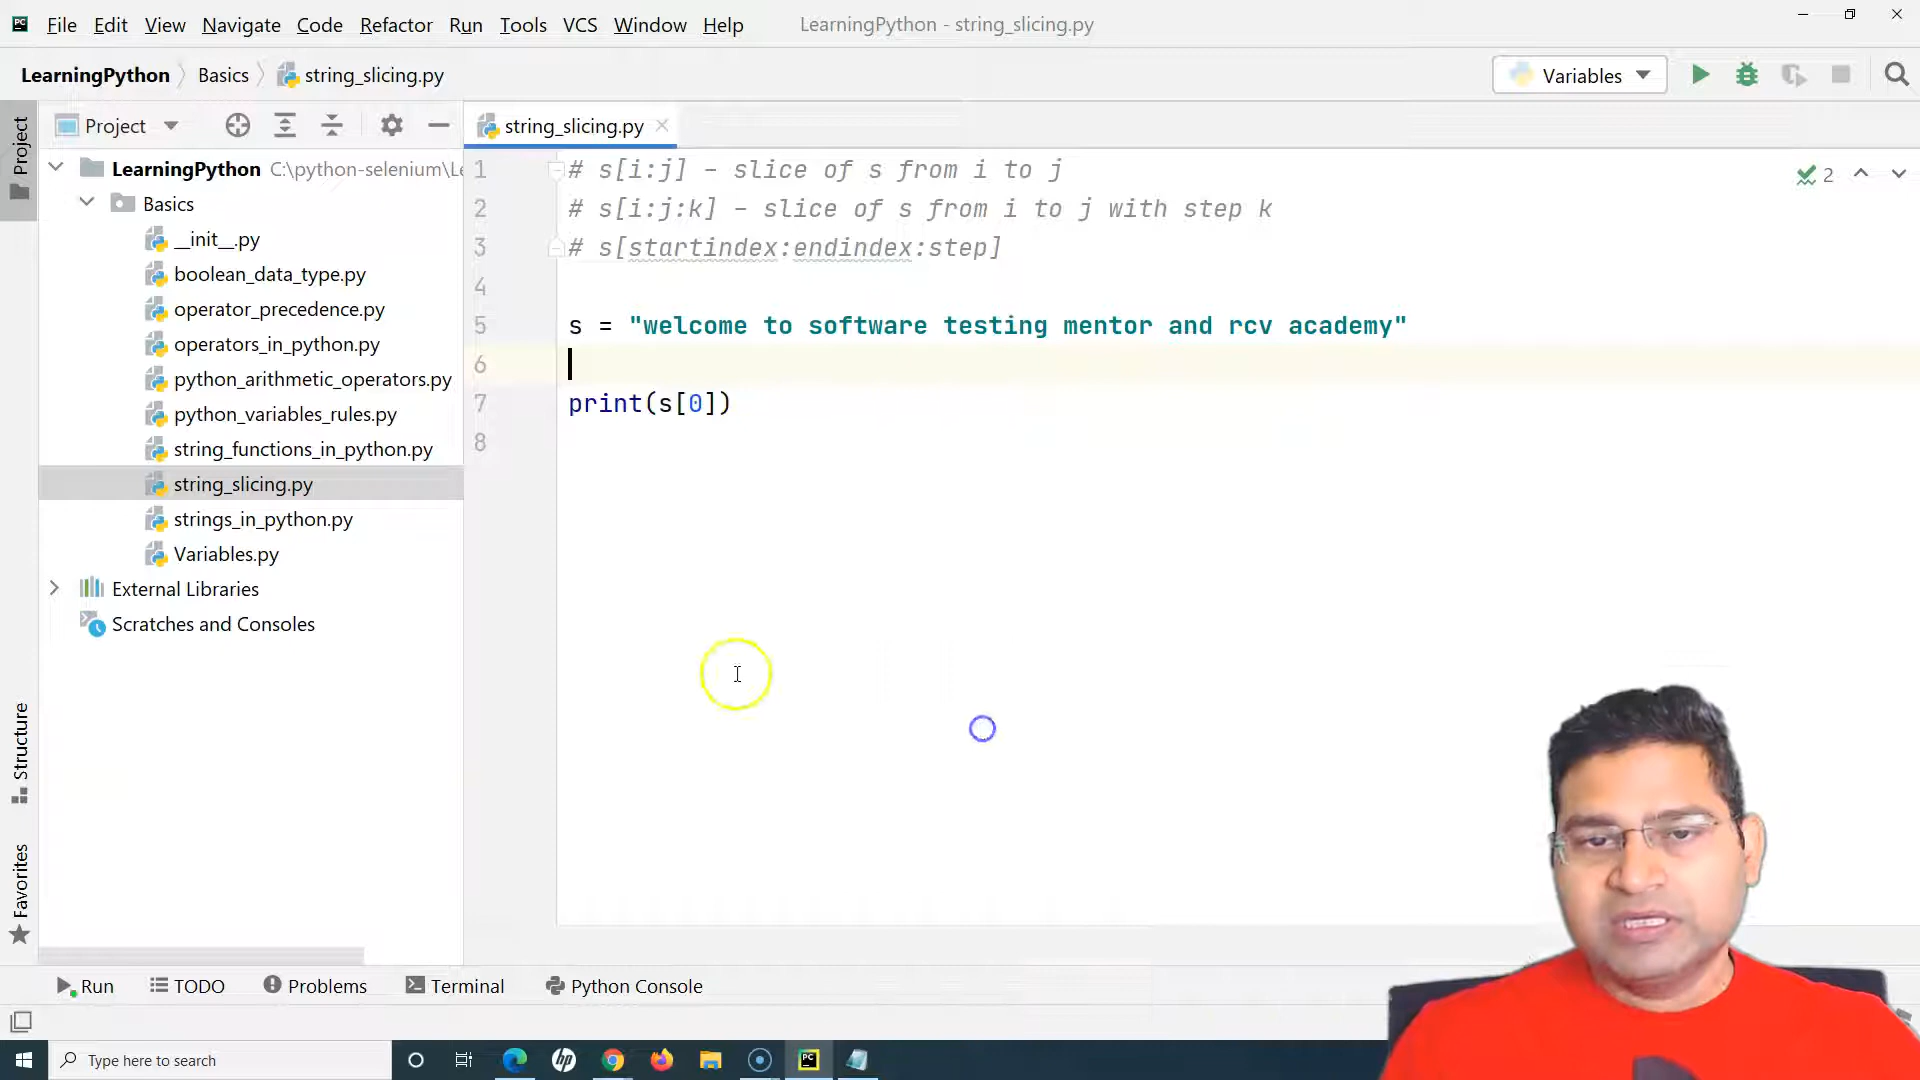 File Edit View Navigate Code Refactor Run Tools VCS Window Help LearningPython - string_slicing.py
LearningPython Basics string_slicing.py Variables
Project
Project
string_slicing.py
LearningPython C:\python-selenium\Le
Basics
__init__.py
boolean_data_type.py
operator_precedence.py
operators_in_python.py
python_arithmetic_operators.py
python_variables_rules.py
string_functions_in_python.py
string_slicing.py
strings_in_python.py
Variables.py
External Libraries
Scratches and Consoles
1 # s[i:j] - slice of s from i to j
2 # s[i:j:k] - slice of s from i to j with step k
3 # s[startindex:endindex:step]
4
5 s = "welcome to software testing mentor and rcv academy"
6
7 print(s[0])
8
2
Structure
Favorites
Run TODO Problems Terminal Python Console
Type here to search
hp
PC